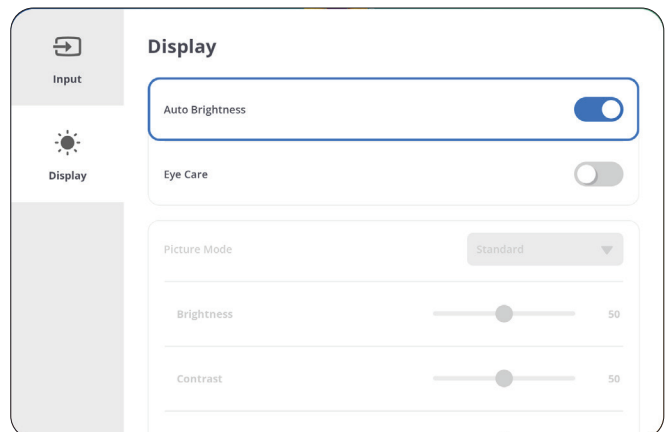 Input
Display
Display
Auto Brightness
Eye Care
Picture Mode
Standard
Brightness
50
Contrast
50